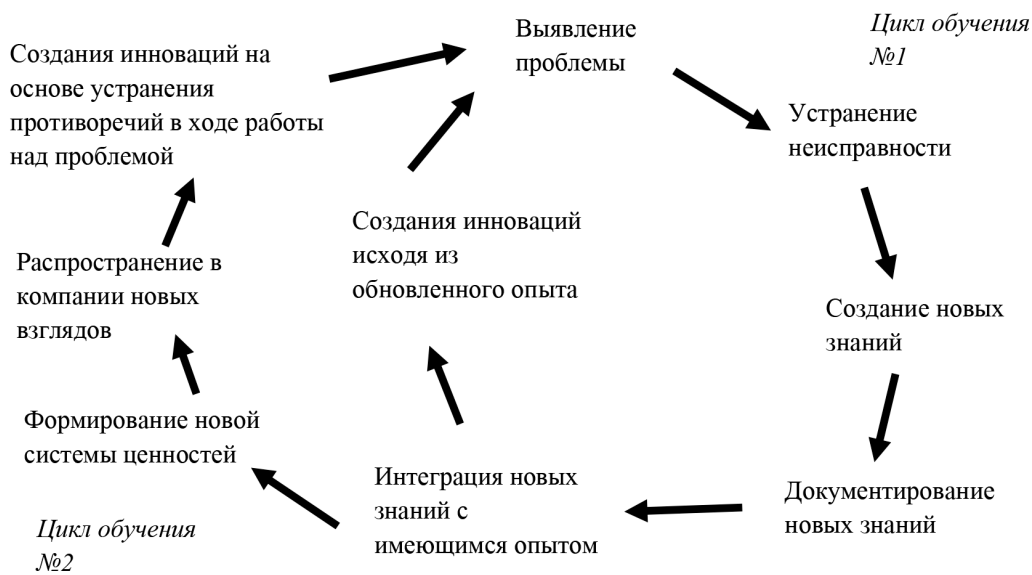 Выявление
проблемы
Цикл обучения
№1
Устранение
неисправности
Создание новых
знаний
Документирование
новых знаний
Интеграция новых
знаний с
имеющимся опытом
Создания инноваций
исходя из
обновленного опыта
Цикл обучения
№2
Формирование новой
системы ценностей
Распространение в
компании новых
взглядов
Создания инноваций на
основе устранения
противоречий в ходе работы
над проблемой